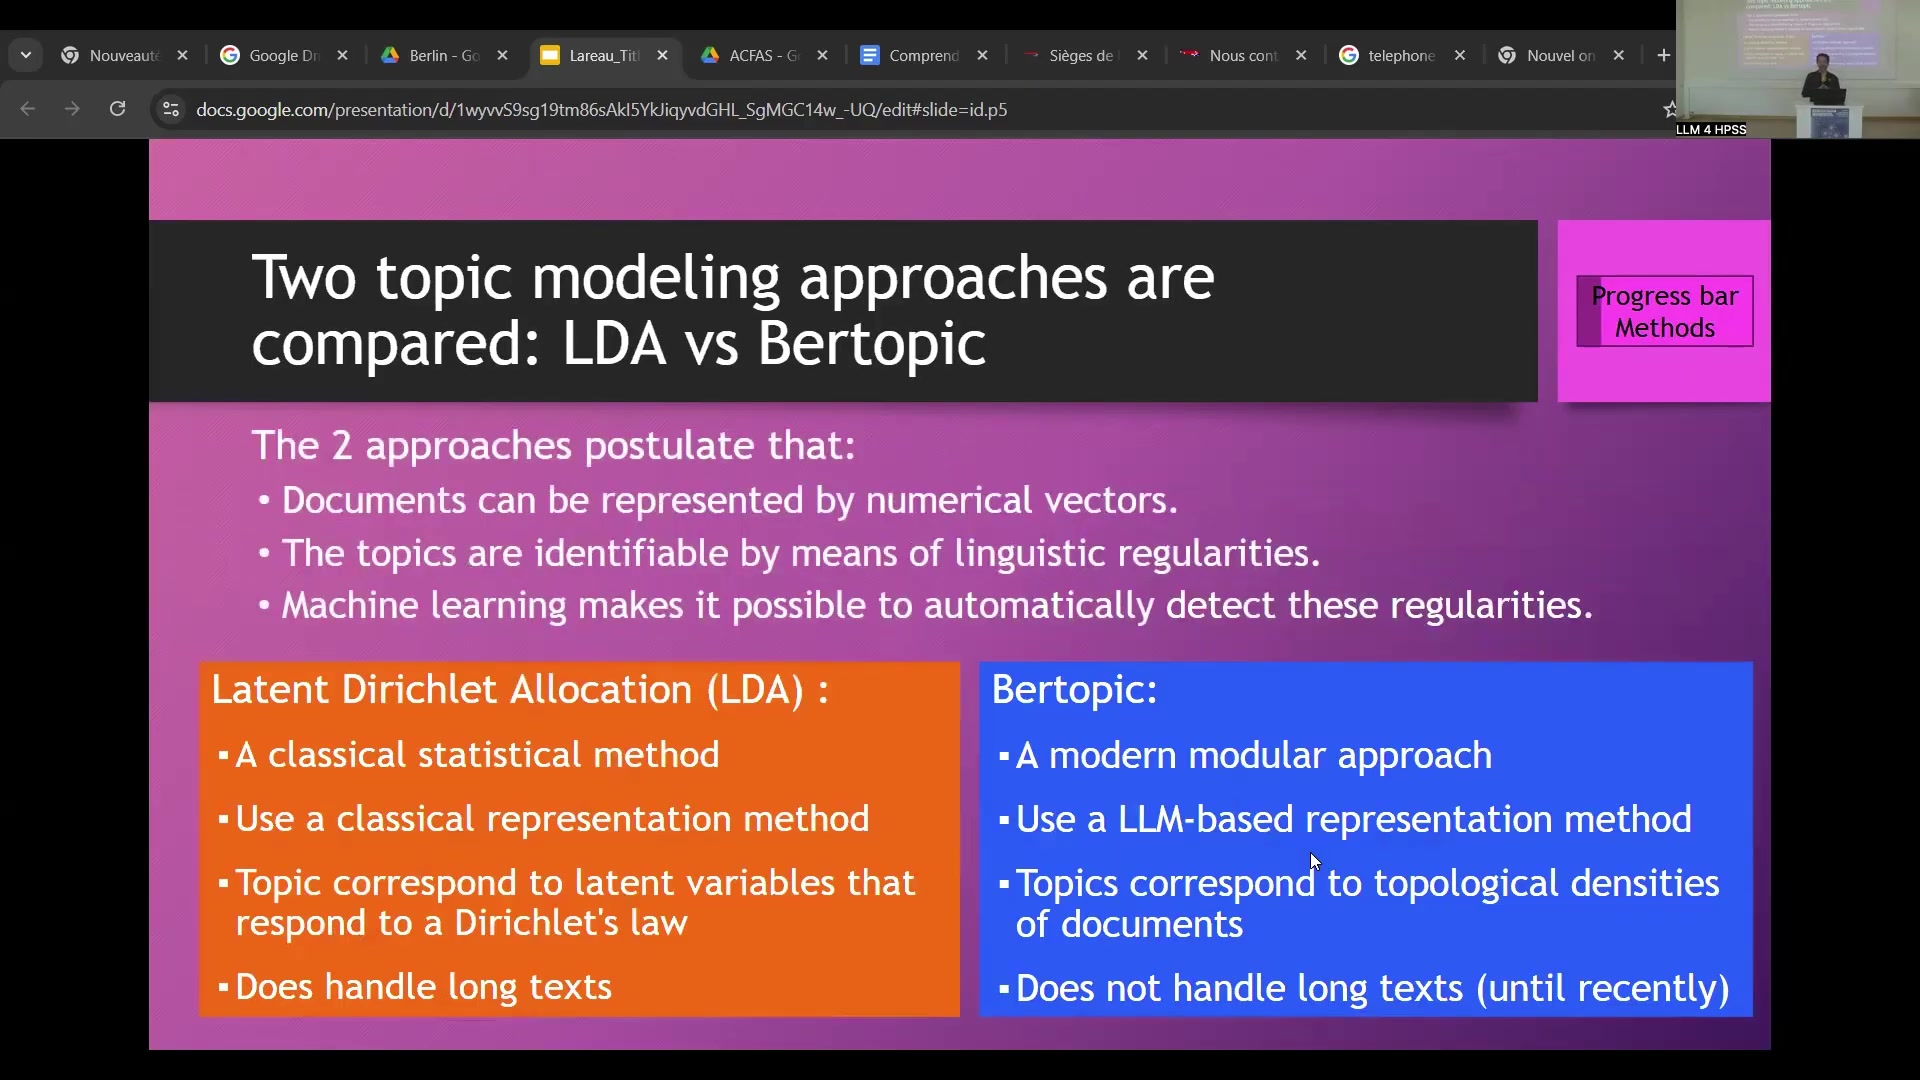 Nouveauté
Google Dr
Berlin - Go
Lareau_Titl
ACFAS - G
Comprend
Sièges de
Nous cont
telephone
Nouvel on
docs.google.com/presentation/d/1wyvvS9sg19tm86sAkI5YkJiqyvdGHL_SgMGC14w_-UQ/edit#slide=id.p5
LLM 4 HPSS
Two topic modeling approaches are
compared: LDA vs Bertopic
Progress bar
Methods
The 2 approaches postulate that:
• Documents can be represented by numerical vectors.
• The topics are identifiable by means of linguistic regularities.
• Machine learning makes it possible to automatically detect these regularities.
Latent Dirichlet Allocation (LDA) :
▪ A classical statistical method
▪ Use a classical representation method
▪ Topic correspond to latent variables that
respond to a Dirichlet's law
▪ Does handle long texts
Bertopic:
▪ A modern modular approach
▪ Use a LLM-based representation method
▪ Topics correspond to topological densities
of documents
▪ Does not handle long texts (until recently)